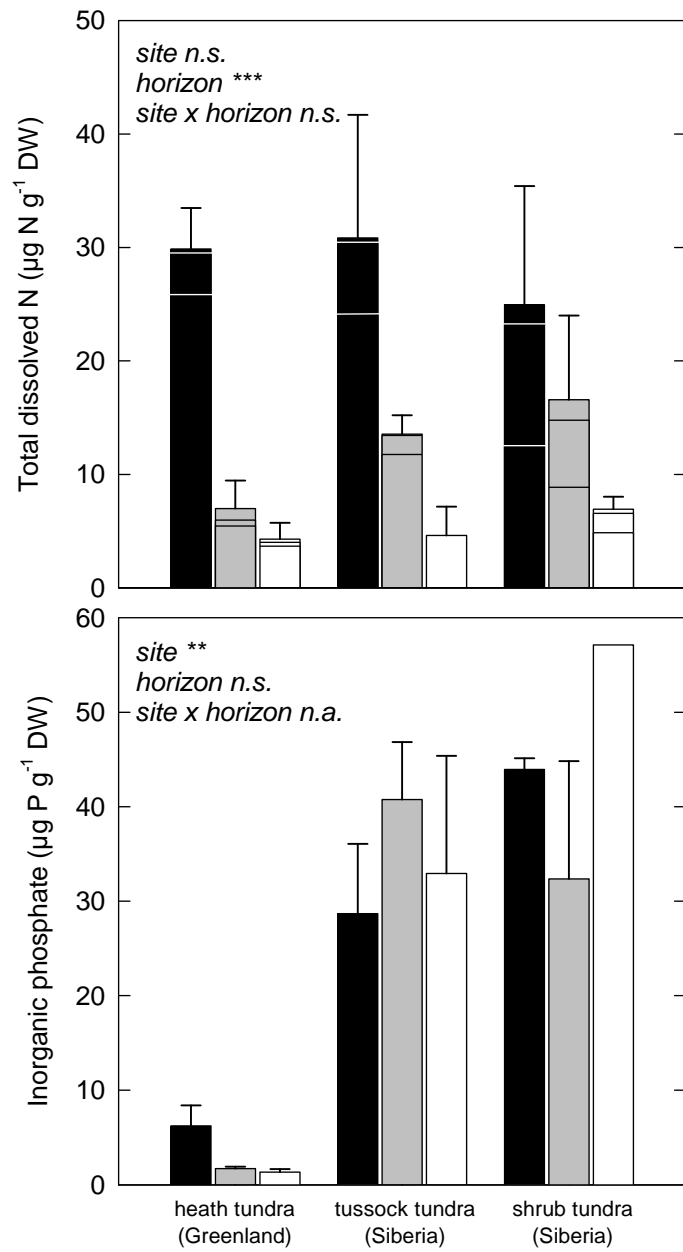 50
40
30
20
10
0
Total dissolved N (µg N g-1 DW)
site n.s.
horizon ***
site x horizon n.s.
60
50
40
30
20
10
0
Inorganic phosphate (µg P g-1 DW)
site **
horizon n.s.
site x horizon n.a.
heath tundra
(Greenland)
tussock tundra
(Siberia)
shrub tundra
(Siberia)